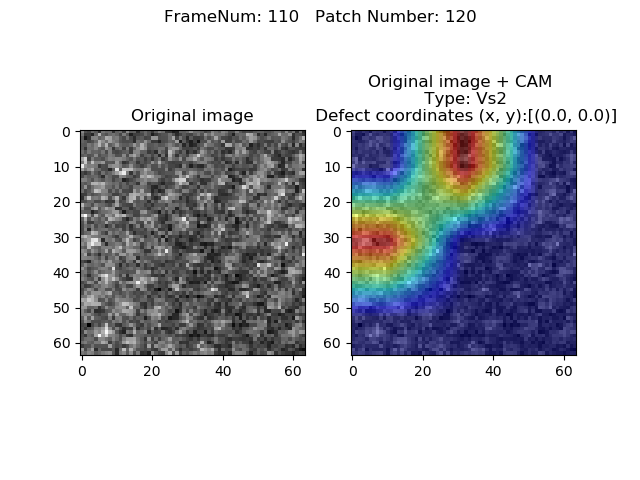 FrameNum: 110   Patch Number: 120
Original image
Original image + CAM
Type: Vs2
Defect coordinates (x, y):[(0.0, 0.0)]
0
10
20
30
40
50
60
0 20 40 60
0
10
20
30
40
50
60
0 20 40 60